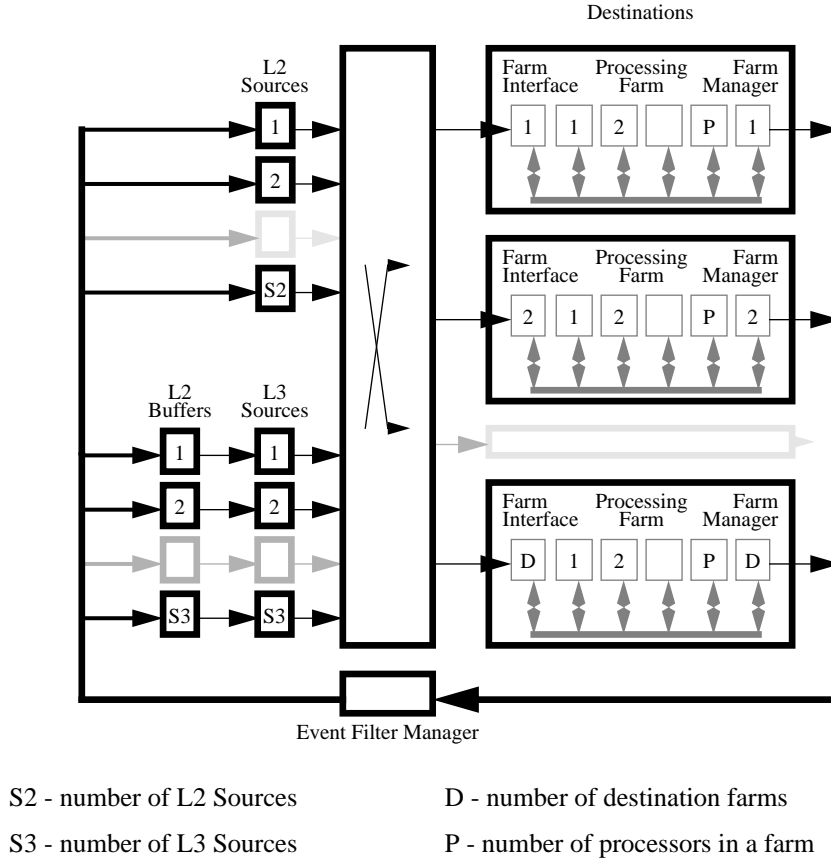 Destinations
L2
Sources
1
2
S2
L2
Buffers
L3
Sources
1
1
2
2
S3
S3
Farm
Interface
Processing
Farm
Farm
Manager
1
1
2
P
1
Farm
Interface
Processing
Farm
Farm
Manager
2
1
2
P
2
Farm
Interface
Processing
Farm
Farm
Manager
D
1
2
P
D
Event Filter Manager
S2 - number of L2 Sources
D - number of destination farms
S3 - number of L3 Sources
P - number of processors in a farm